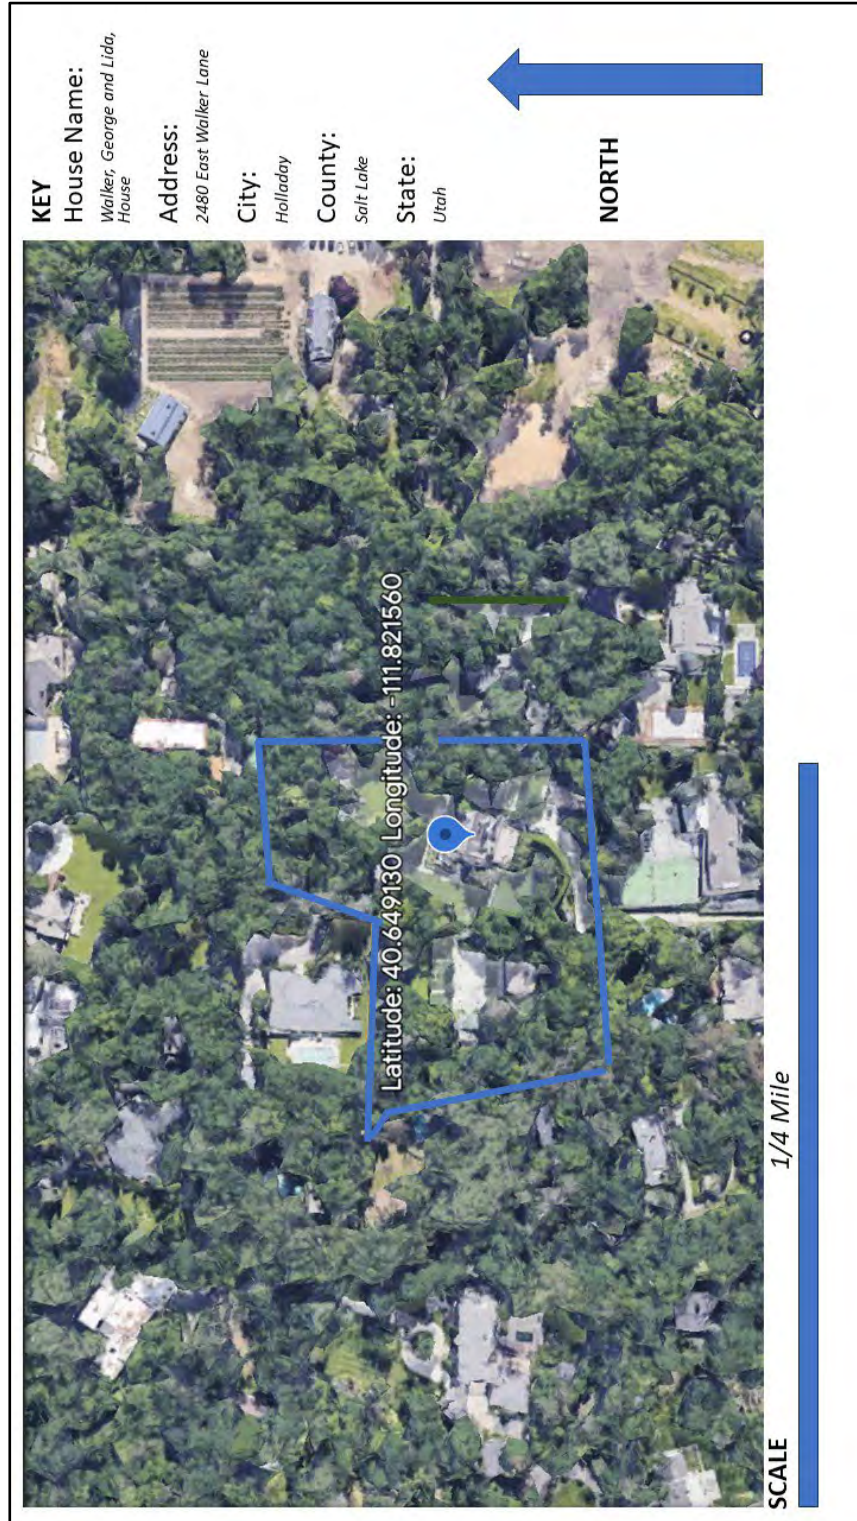 KEY
House Name:
Walker, George and Lida,
House
Address:
2480 East Walker Lane
City:
Holladay
County:
Salt Lake
State:
Utah
NORTH
Latitude: 40.649130 Longitude: -111.821560
SCALE
1/4 Mile